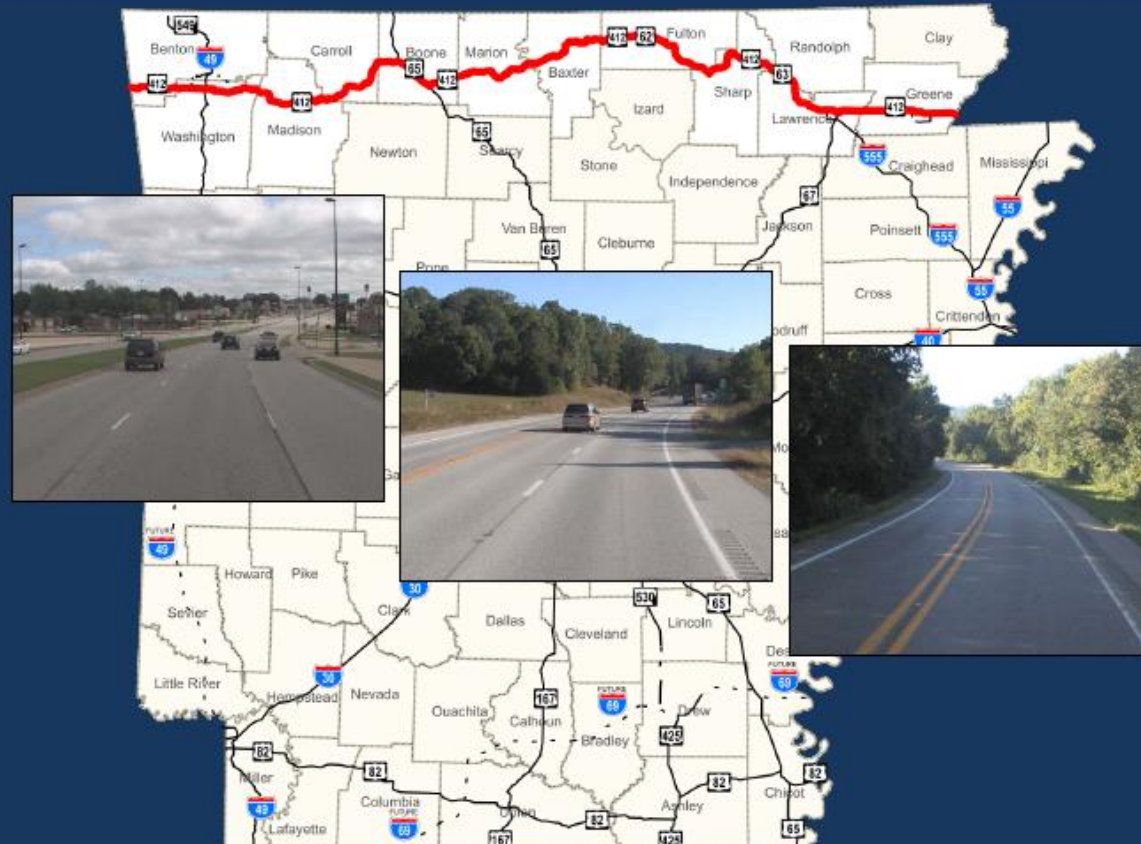 549
Benton
49
Carroll
Boone
Marion
412
62
Fulton
Randolph
Clay
412
65
412
Baxter
412
63
Sharp
Greene
412
412
Izard
Lawrence
Washington
Madison
65
Searcy
Newton
Stone
555
Craighead
Mississippi
Independence
67
55
Van Buren
Jackson
Poinsett
555
65
Cleburne
Pope
Cross
55
Crittenden
40
FUTURE
49
Howard
Pike
30
Clark
Sevier
Dallas
530
65
Lincoln
Cleveland
Little River
30
Hempstead
Nevada
Ouachita
167
Calhoun
FUTURE
69
Bradley
Drew
FUTURE
69
425
82
Miller
82
82
82
Chicot
49
Columbia
FUTURE
69
Union
82
Ashley
Lafayette
167
425
65